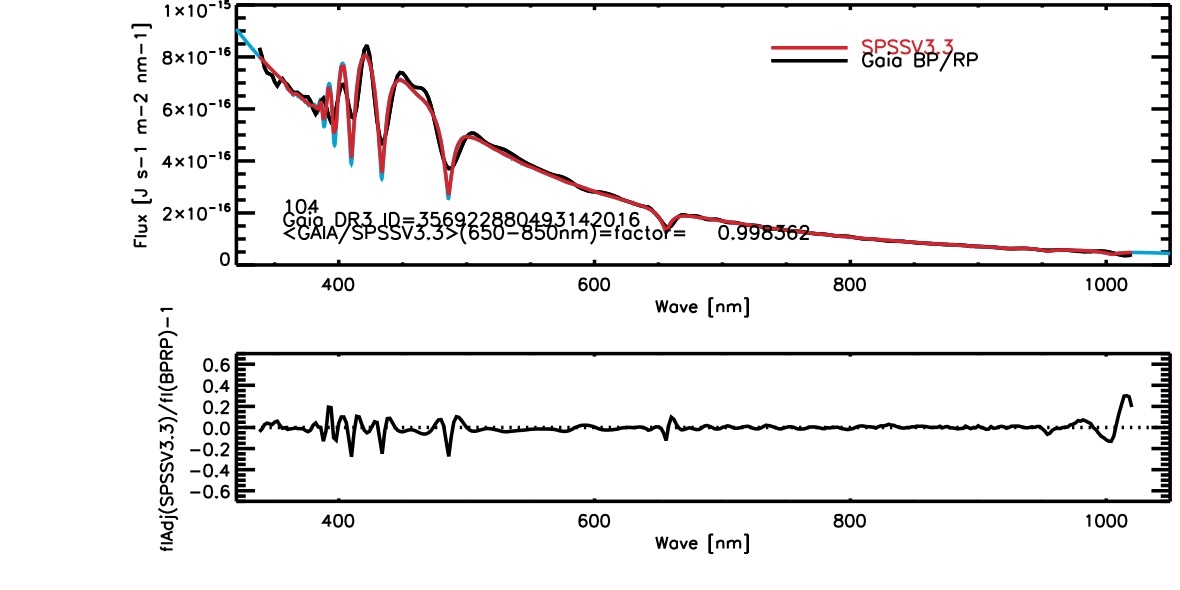 1×10⁻¹⁵
8×10⁻¹⁶
6×10⁻¹⁶
4×10⁻¹⁶
2×10⁻¹⁶
0
Flux [J s−1 m−2 nm−1]
SPSSV3.3
Gaia BP/RP
104
Gaia DR3 ID=356922880493142016
<GAIA/SPSSV3.3>(650−850nm)=factor= 0.998362
400 600 800 1000
Wave [nm]
flAdj(SPSSV3.3)/fl(BPRP)−1
0.6
0.4
0.2
0.0
−0.2
−0.4
−0.6
400 600 800 1000
Wave [nm]